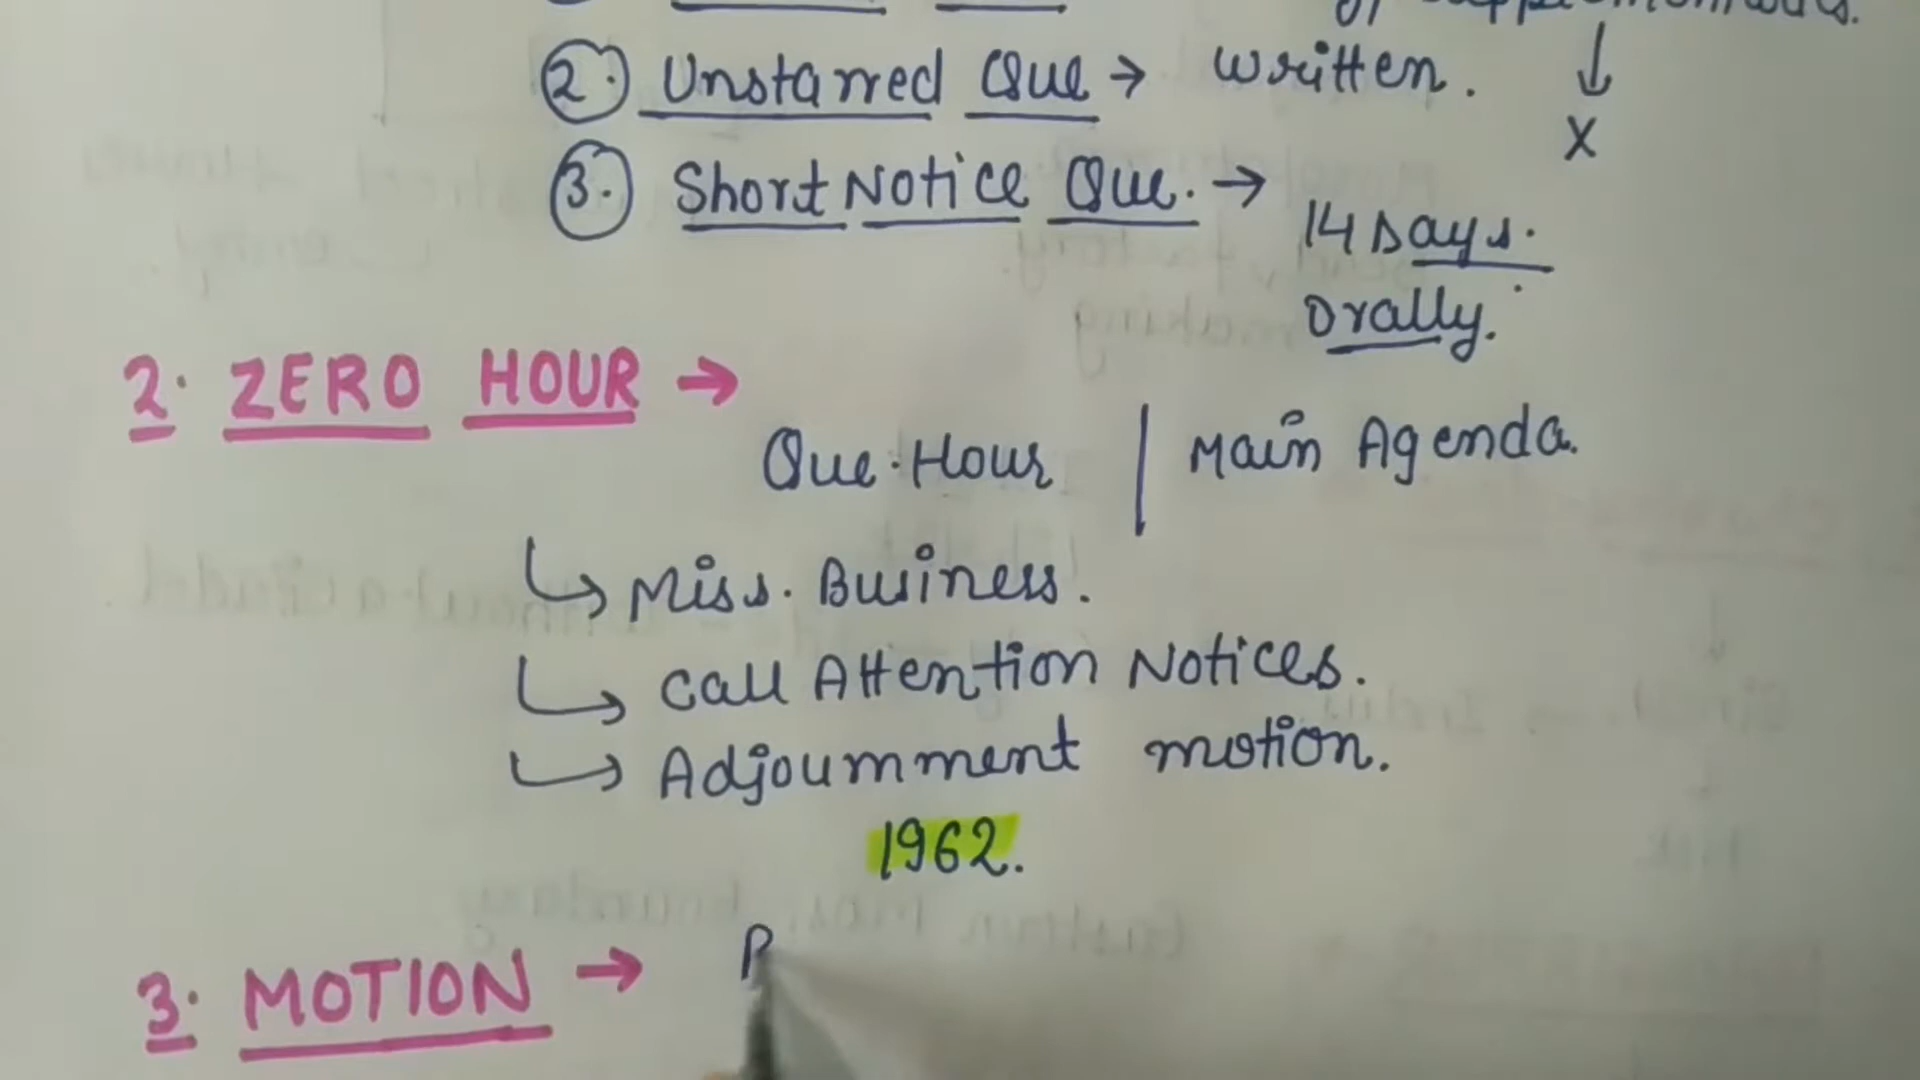 2. Unstarred Que → written. ↓
X
3. Short Notice Que. →
14 Days.
Orally.
2. ZERO HOUR →
Que. Hour | Main Agenda.
↳ Miss. Business.
↳ Call Attention Notices.
↳ Adjournment motion.
1962.
3. MOTION →